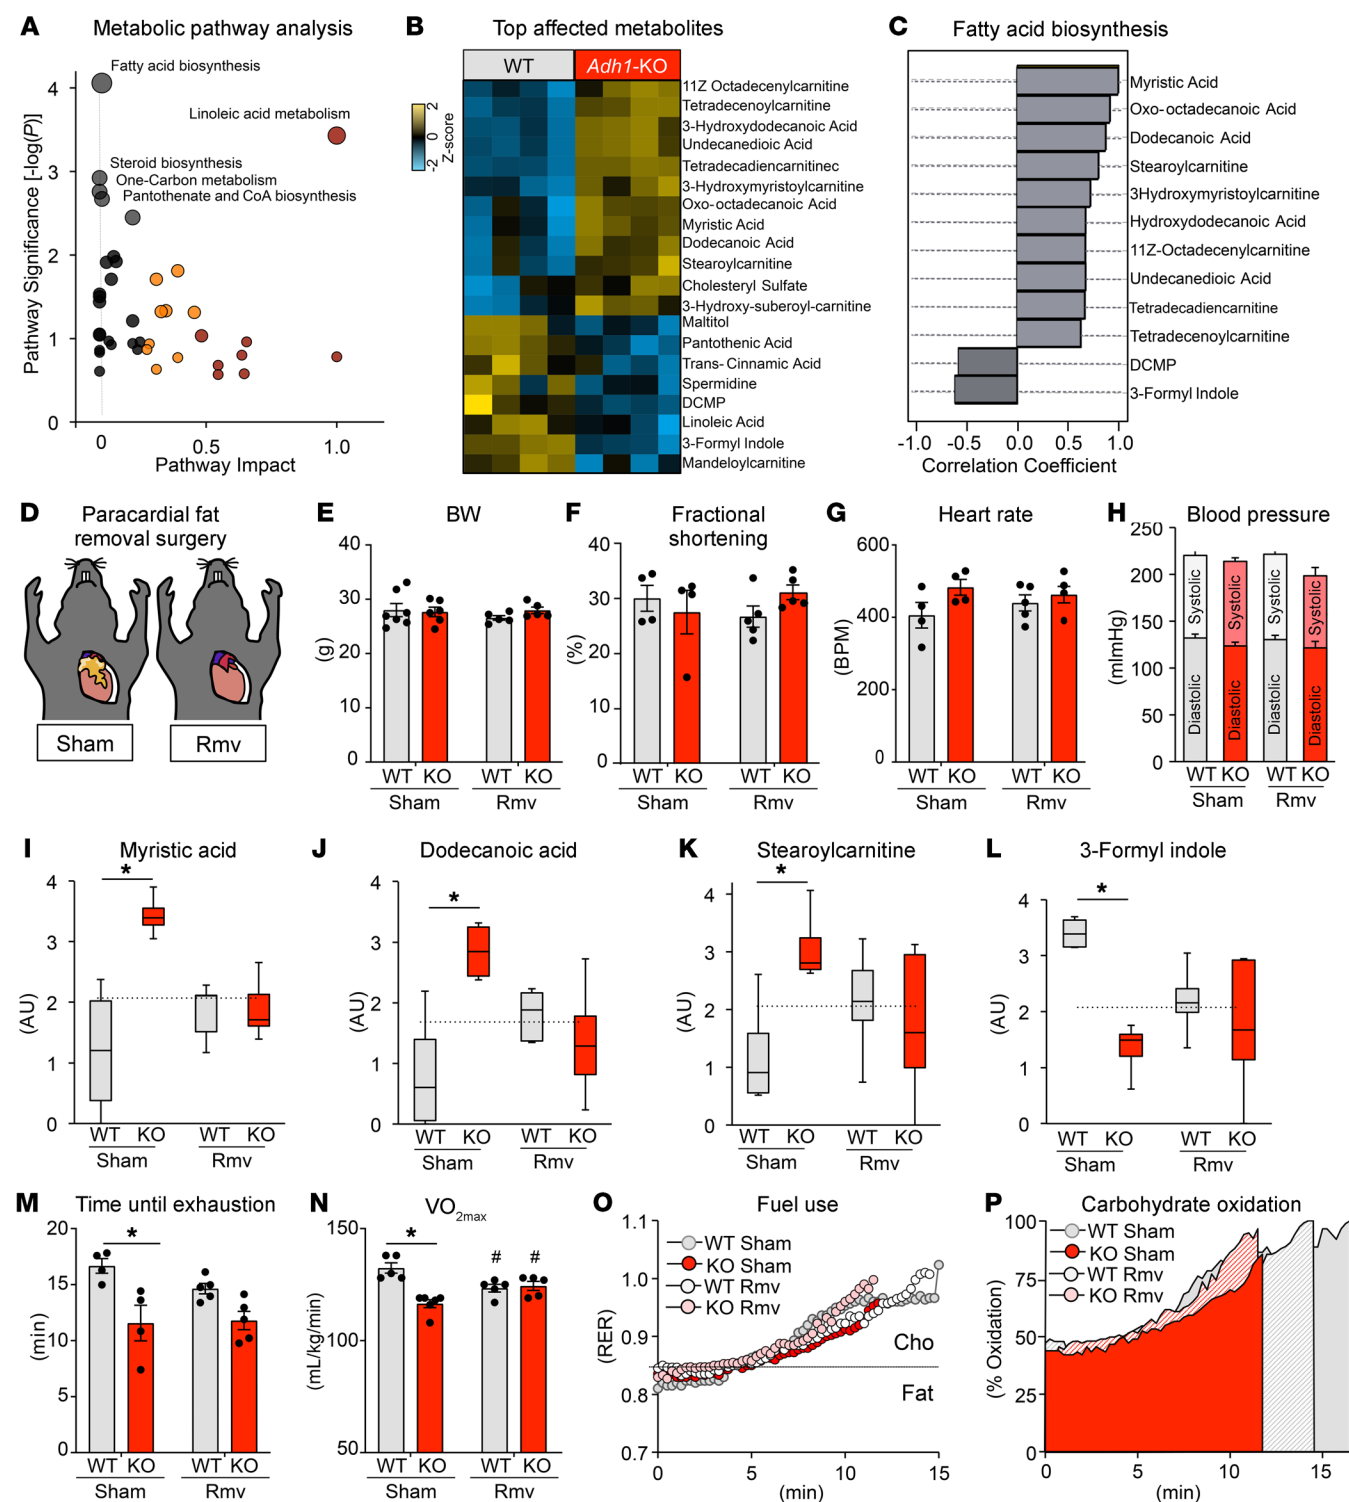 A Metabolic pathway analysis
Pathway Significance [-log(P)]
4
3
2
1
0
Fatty acid biosynthesis
Linoleic acid metabolism
Steroid biosynthesis
One-Carbon metabolism
Pantothenate and CoA biosynthesis
0 0.5 1.0
Pathway Impact
B Top affected metabolites
WT Adh1-KO
2
0
-2
Z-score
11Z Octadecenylcarnitine
Tetradecenoylcarnitine
3-Hydroxydodecanoic Acid
Undecanedioic Acid
Tetradecadiencarnitinec
3-Hydroxymyristoylcarnitine
Oxo-octadecanoic Acid
Myristic Acid
Dodecanoic Acid
Stearoylcarnitine
Cholesteryl Sulfate
3-Hydroxy-suberoyl-carnitine
Maltitol
Pantothenic Acid
Trans- Cinnamic Acid
Spermidine
DCMP
Linoleic Acid
3-Formyl Indole
Mandeloylcarnitine
C Fatty acid biosynthesis
Myristic Acid
Oxo-octadecanoic Acid
Dodecanoic Acid
Stearoylcarnitine
3Hydroxymyristoylcarnitine
Hydroxydodecanoic Acid
11Z-Octadecenylcarnitine
Undecanedioic Acid
Tetradecadiencarnitine
Tetradecenoylcarnitine
DCMP
3-Formyl Indole
-1.0 -0.5 0.0 0.5 1.0
Correlation Coefficient
D Paracardial fat
removal surgery
Sham Rmv
E BW
(g)
40
30
20
10
0
WT KO WT KO
Sham Rmv
F Fractional
shortening
(%)
40
30
20
10
0
WT KO WT KO
Sham Rmv
G Heart rate
(BPM)
600
400
200
0
WT KO WT KO
Sham Rmv
H Blood pressure
(mlmHg)
250
200
150
100
50
0
Systolic Systolic Systolic Systolic
Diastolic Diastolic Diastolic Diastolic
WT KO WT KO
Sham Rmv
I Myristic acid
*
(AU)
4
3
2
1
0
WT KO WT KO
Sham Rmv
J Dodecanoic acid
*
(AU)
4
3
2
1
0
WT KO WT KO
Sham Rmv
K Stearoylcarnitine
*
(AU)
4
3
2
1
0
WT KO WT KO
Sham Rmv
L 3-Formyl indole
*
(AU)
4
3
2
1
0
WT KO WT KO
Sham Rmv
M Time until exhaustion
*
(min)
20
15
10
5
0
WT KO WT KO
Sham Rmv
N VO2max
* # #
(mL/kg/min)
150
100
50
WT KO WT KO
Sham Rmv
O Fuel use
(RER)
1.1
1.0
0.9
0.8
0.7
WT Sham
KO Sham
WT Rmv
KO Rmv
Cho
Fat
0 5 10 15
(min)
P Carbohydrate oxidation
(% Oxidation)
100
75
50
25
0
WT Sham
KO Sham
WT Rmv
KO Rmv
0 5 10 15
(min)